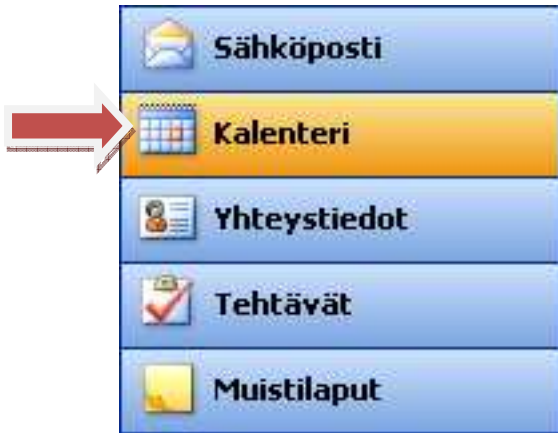 Sähköposti
Kalenteri
Yhteystiedot
Tehtävät
Muistilaput